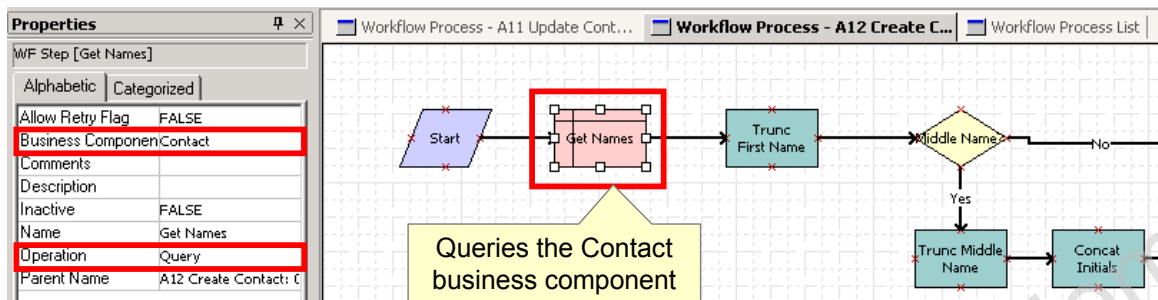 Properties
WF Step [Get Names]
Alphabetic Categorized
Allow Retry Flag FALSE
Business Componen Contact
Comments
Description
Inactive FALSE
Name Get Names
Operation Query
Parent Name A12 Create Contact: C
Workflow Process - A11 Update Cont... Workflow Process - A12 Create C... Workflow Process List
Start
Get Names
Trunc
First Name
Middle Name
No
Yes
Trunc Middle
Name
Concat
Initials
Queries the Contact
business component